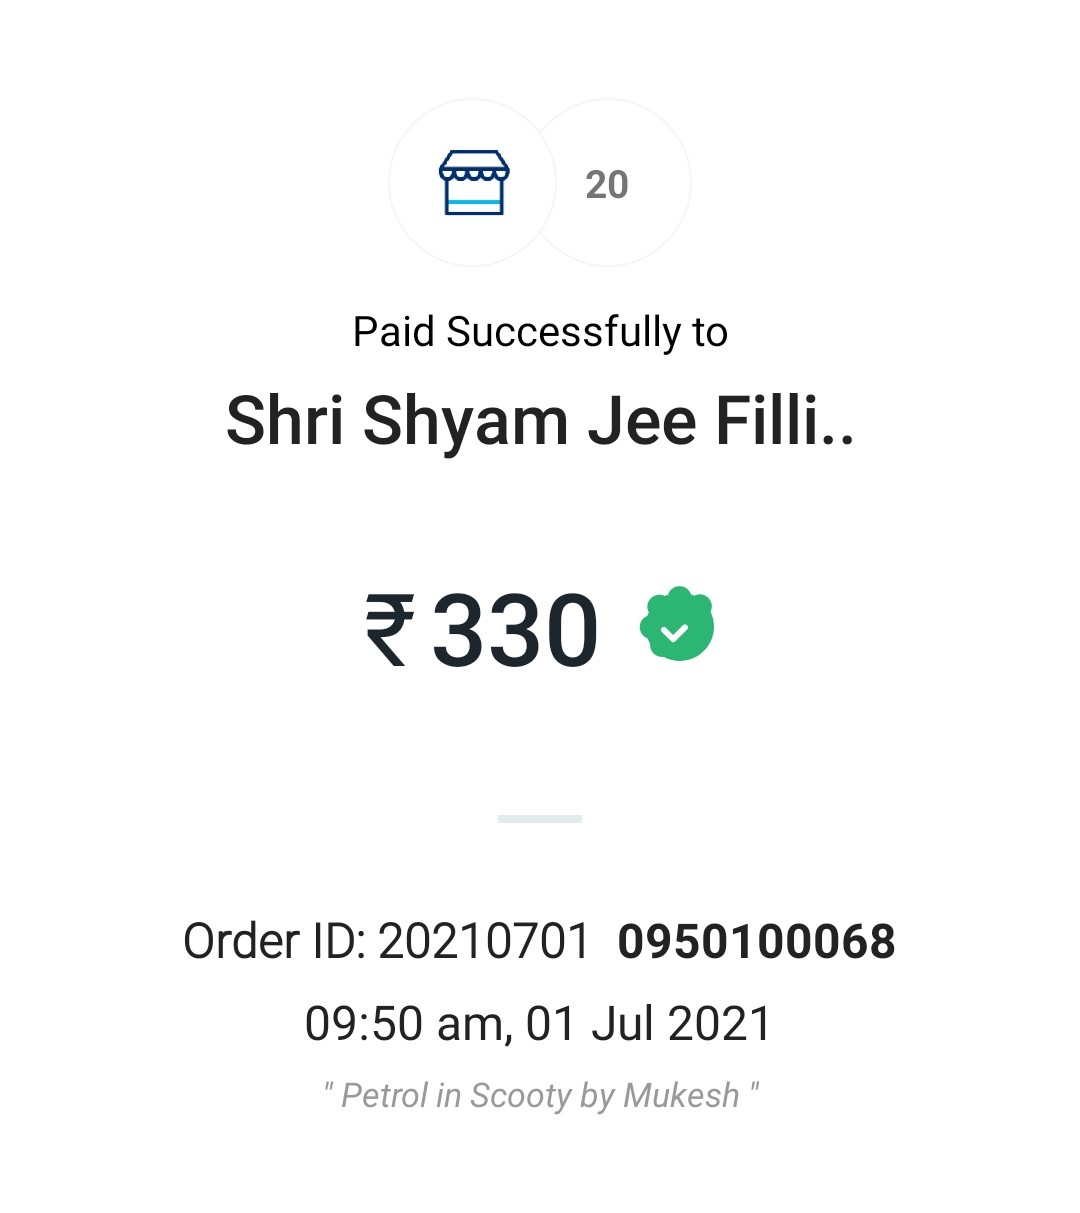 20
Paid Successfully to
Shri Shyam Jee Filli..
₹330
Order ID: 20210701 0950100068
09:50 am, 01 Jul 2021
" Petrol in Scooty by Mukesh "